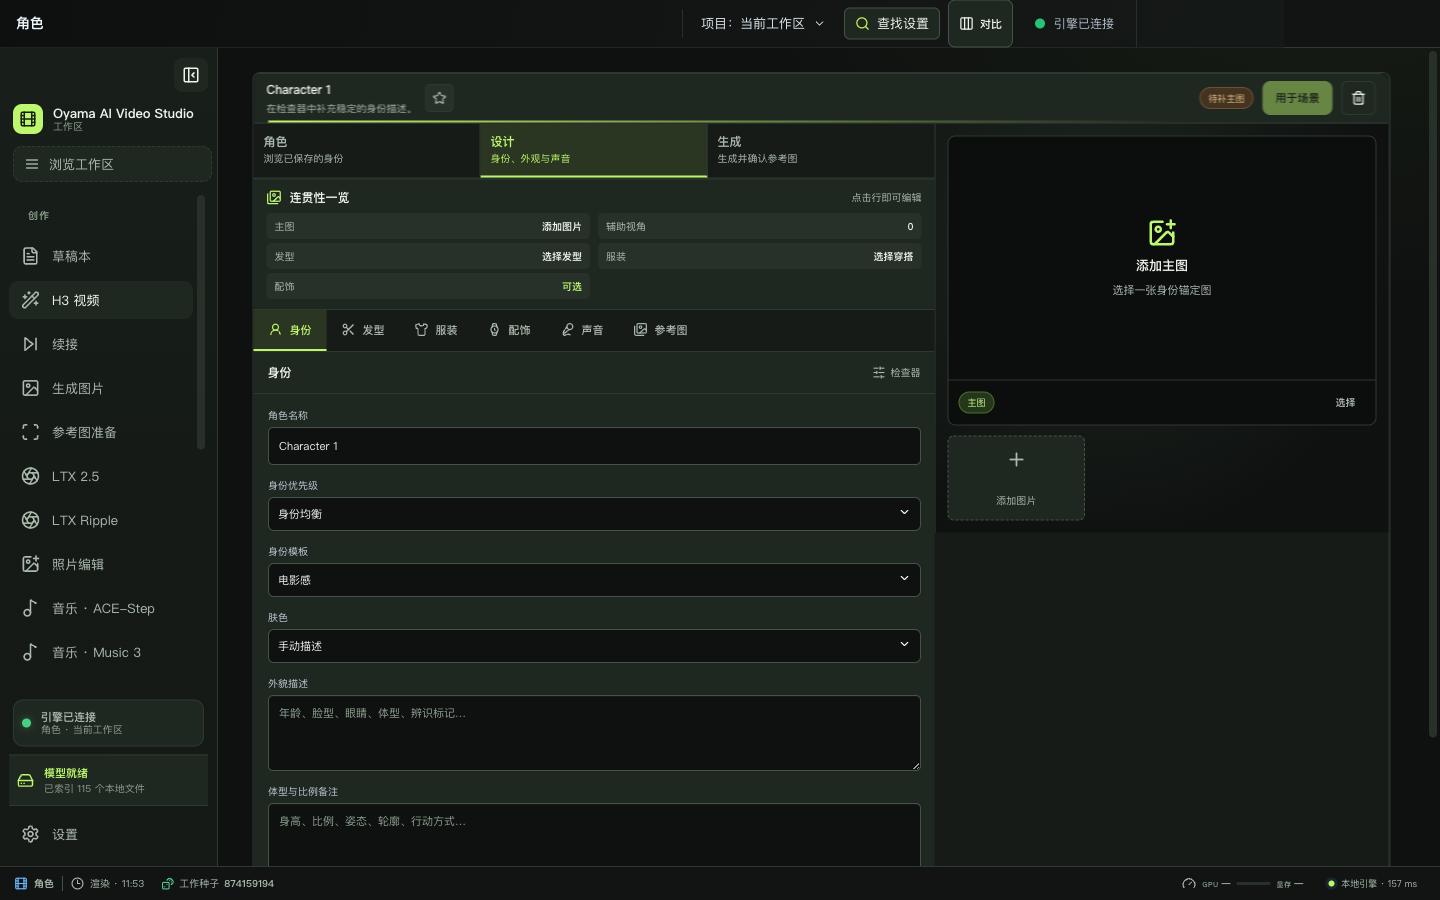 角色
项目：当前工作区
查找设置
对比
引擎已连接
Oyama AI Video Studio
工作区
浏览工作区
创作
草稿本
H3 视频
续接
生成图片
参考图准备
LTX 2.5
LTX Ripple
照片编辑
音乐 · ACE-Step
音乐 · Music 3
引擎已连接
角色 · 当前工作区
模型就绪
已索引 115 个本地文件
设置
Character 1
在检查器中补充稳定的身份描述。
待补主图
用于场景
角色
浏览已保存的身份
设计
身份、外观与声音
生成
生成并确认参考图
连贯性一览
点击行即可编辑
主图 添加图片
辅助视角 0
发型 选择发型
服装 选择穿搭
配饰 可选
身份
发型
服装
配饰
声音
参考图
身份
检查器
角色名称
Character 1
身份优先级
身份均衡
身份模板
电影感
肤色
手动描述
外貌描述
年龄、脸型、眼睛、体型、辨识标记…
体型与比例备注
身高、比例、姿态、轮廓、行动方式…
添加主图
选择一张身份锚定图
主图
选择
添加图片
角色
渲染 · 11:53
工作种子 874159194
GPU —
显存 —
本地引擎 · 157 ms